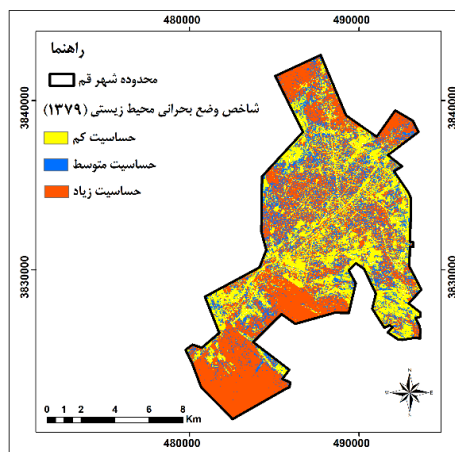 480000 490000
راهنما
محدوده شهر قم
شاخص وضع بحرانی محیط زیستی (۱۳۷۹)
حساسیت کم
حساسیت متوسط
حساسیت زیاد
3840000
3840000
3830000
3830000
N
W E
S
0 1 2 4 6 8
Km
480000 490000